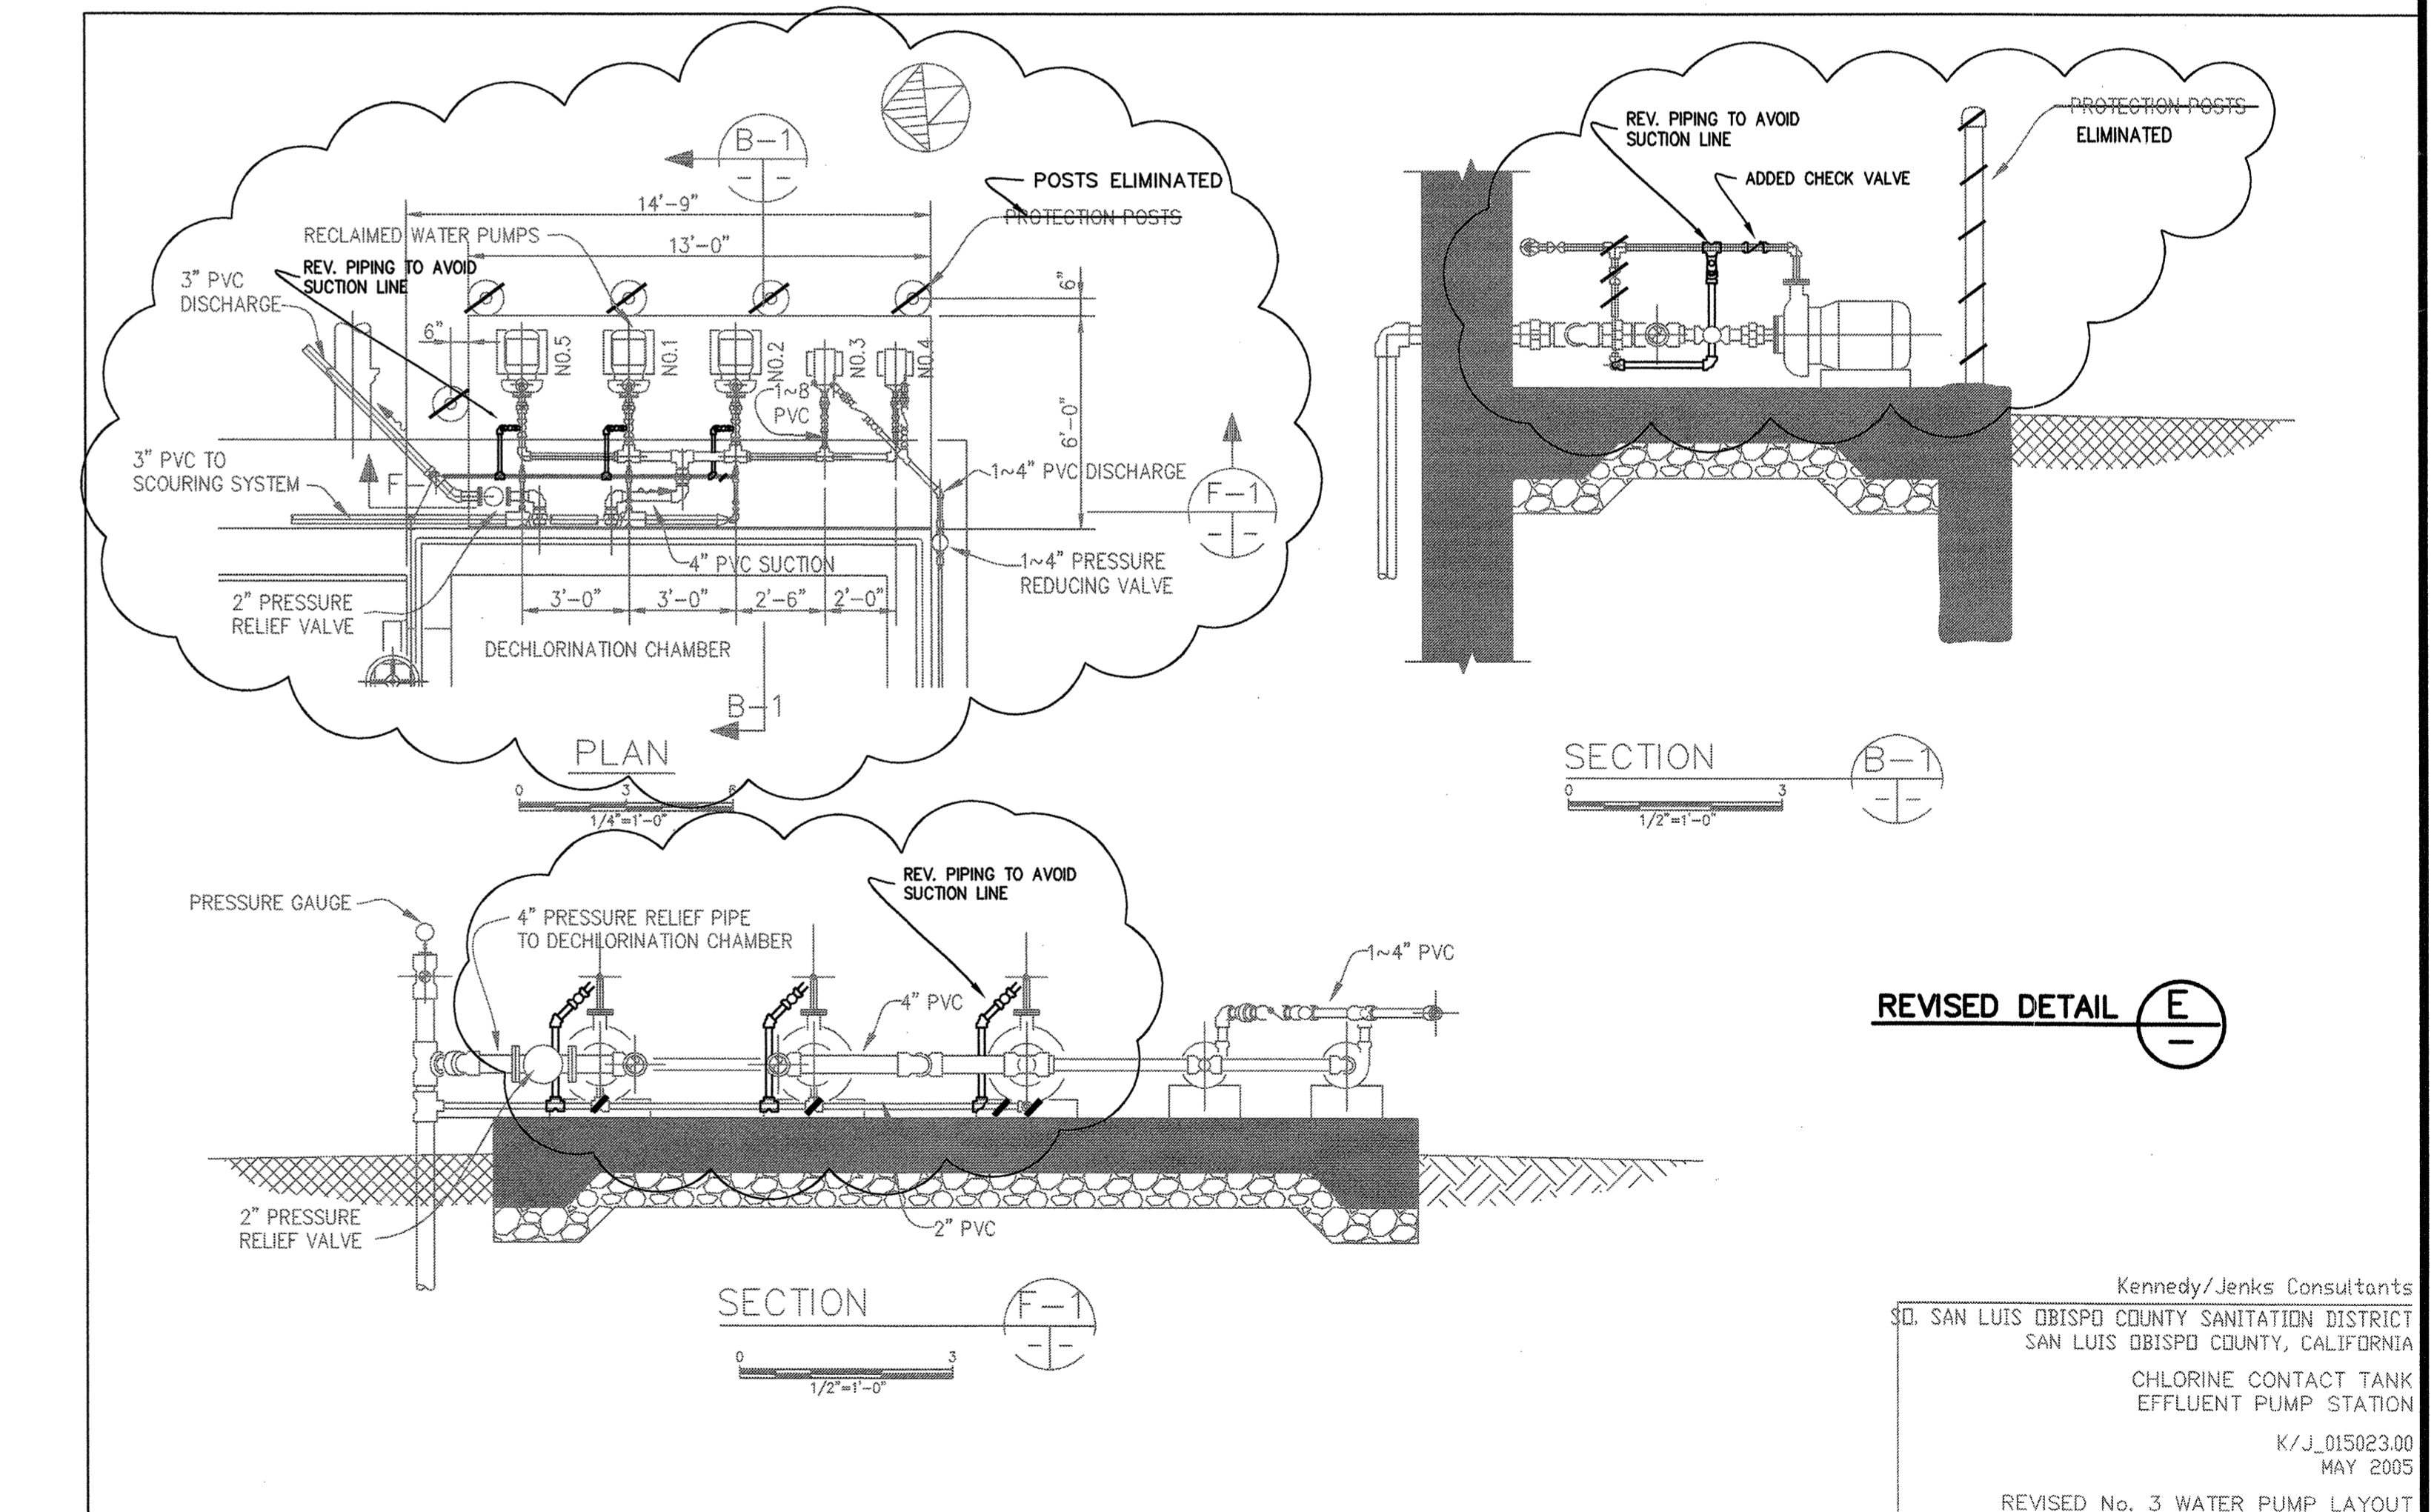 B-1
- -
POSTS ELIMINATED
PROTECTION POSTS
14'-9"
13'-0"
RECLAIMED WATER PUMPS
REV. PIPING TO AVOID
SUCTION LINE
3" PVC
DISCHARGE
6"
6"
NO.5
NO.1
NO.2
NO.3
NO.4
1~8
PVC
6'-0"
3" PVC TO
SCOURING SYSTEM
F
1~4" PVC DISCHARGE
F-1
- -
4" PVC SUCTION
1~4" PRESSURE
REDUCING VALVE
2" PRESSURE
RELIEF VALVE
3'-0"
3'-0"
2'-6"
2'-0"
DECHLORINATION CHAMBER
B-1
PLAN
0 3 6
1/4"=1'-0"
REV. PIPING TO AVOID
SUCTION LINE
ADDED CHECK VALVE
PROTECTION POSTS
ELIMINATED
SECTION
B-1
- -
0 3
1/2"=1'-0"
PRESSURE GAUGE
4" PRESSURE RELIEF PIPE
TO DECHLORINATION CHAMBER
REV. PIPING TO AVOID
SUCTION LINE
4" PVC
1~4" PVC
2" PRESSURE
RELIEF VALVE
2" PVC
SECTION
F-1
- -
0 3
1/2"=1'-0"
REVISED DETAIL
E
-
Kennedy/Jenks Consultants
SO. SAN LUIS OBISPO COUNTY SANITATION DISTRICT
SAN LUIS OBISPO COUNTY, CALIFORNIA
CHLORINE CONTACT TANK
EFFLUENT PUMP STATION
K/J_015023.00
MAY 2005
REVISED No. 3 WATER PUMP LAYOUT